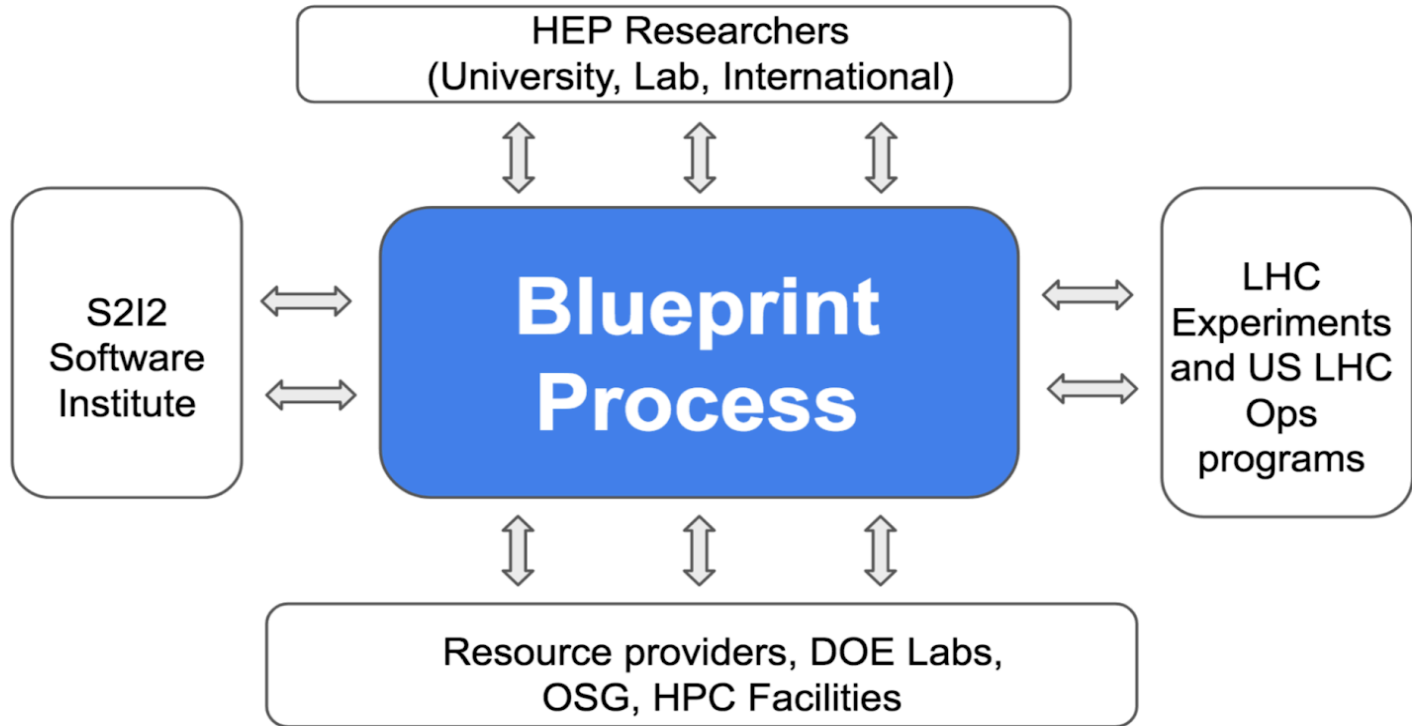 HEP Researchers
(University, Lab, International)
S2I2
Software
Institute
Blueprint
Process
LHC
Experiments
and US LHC
Ops
programs
Resource providers, DOE Labs,
OSG, HPC Facilities